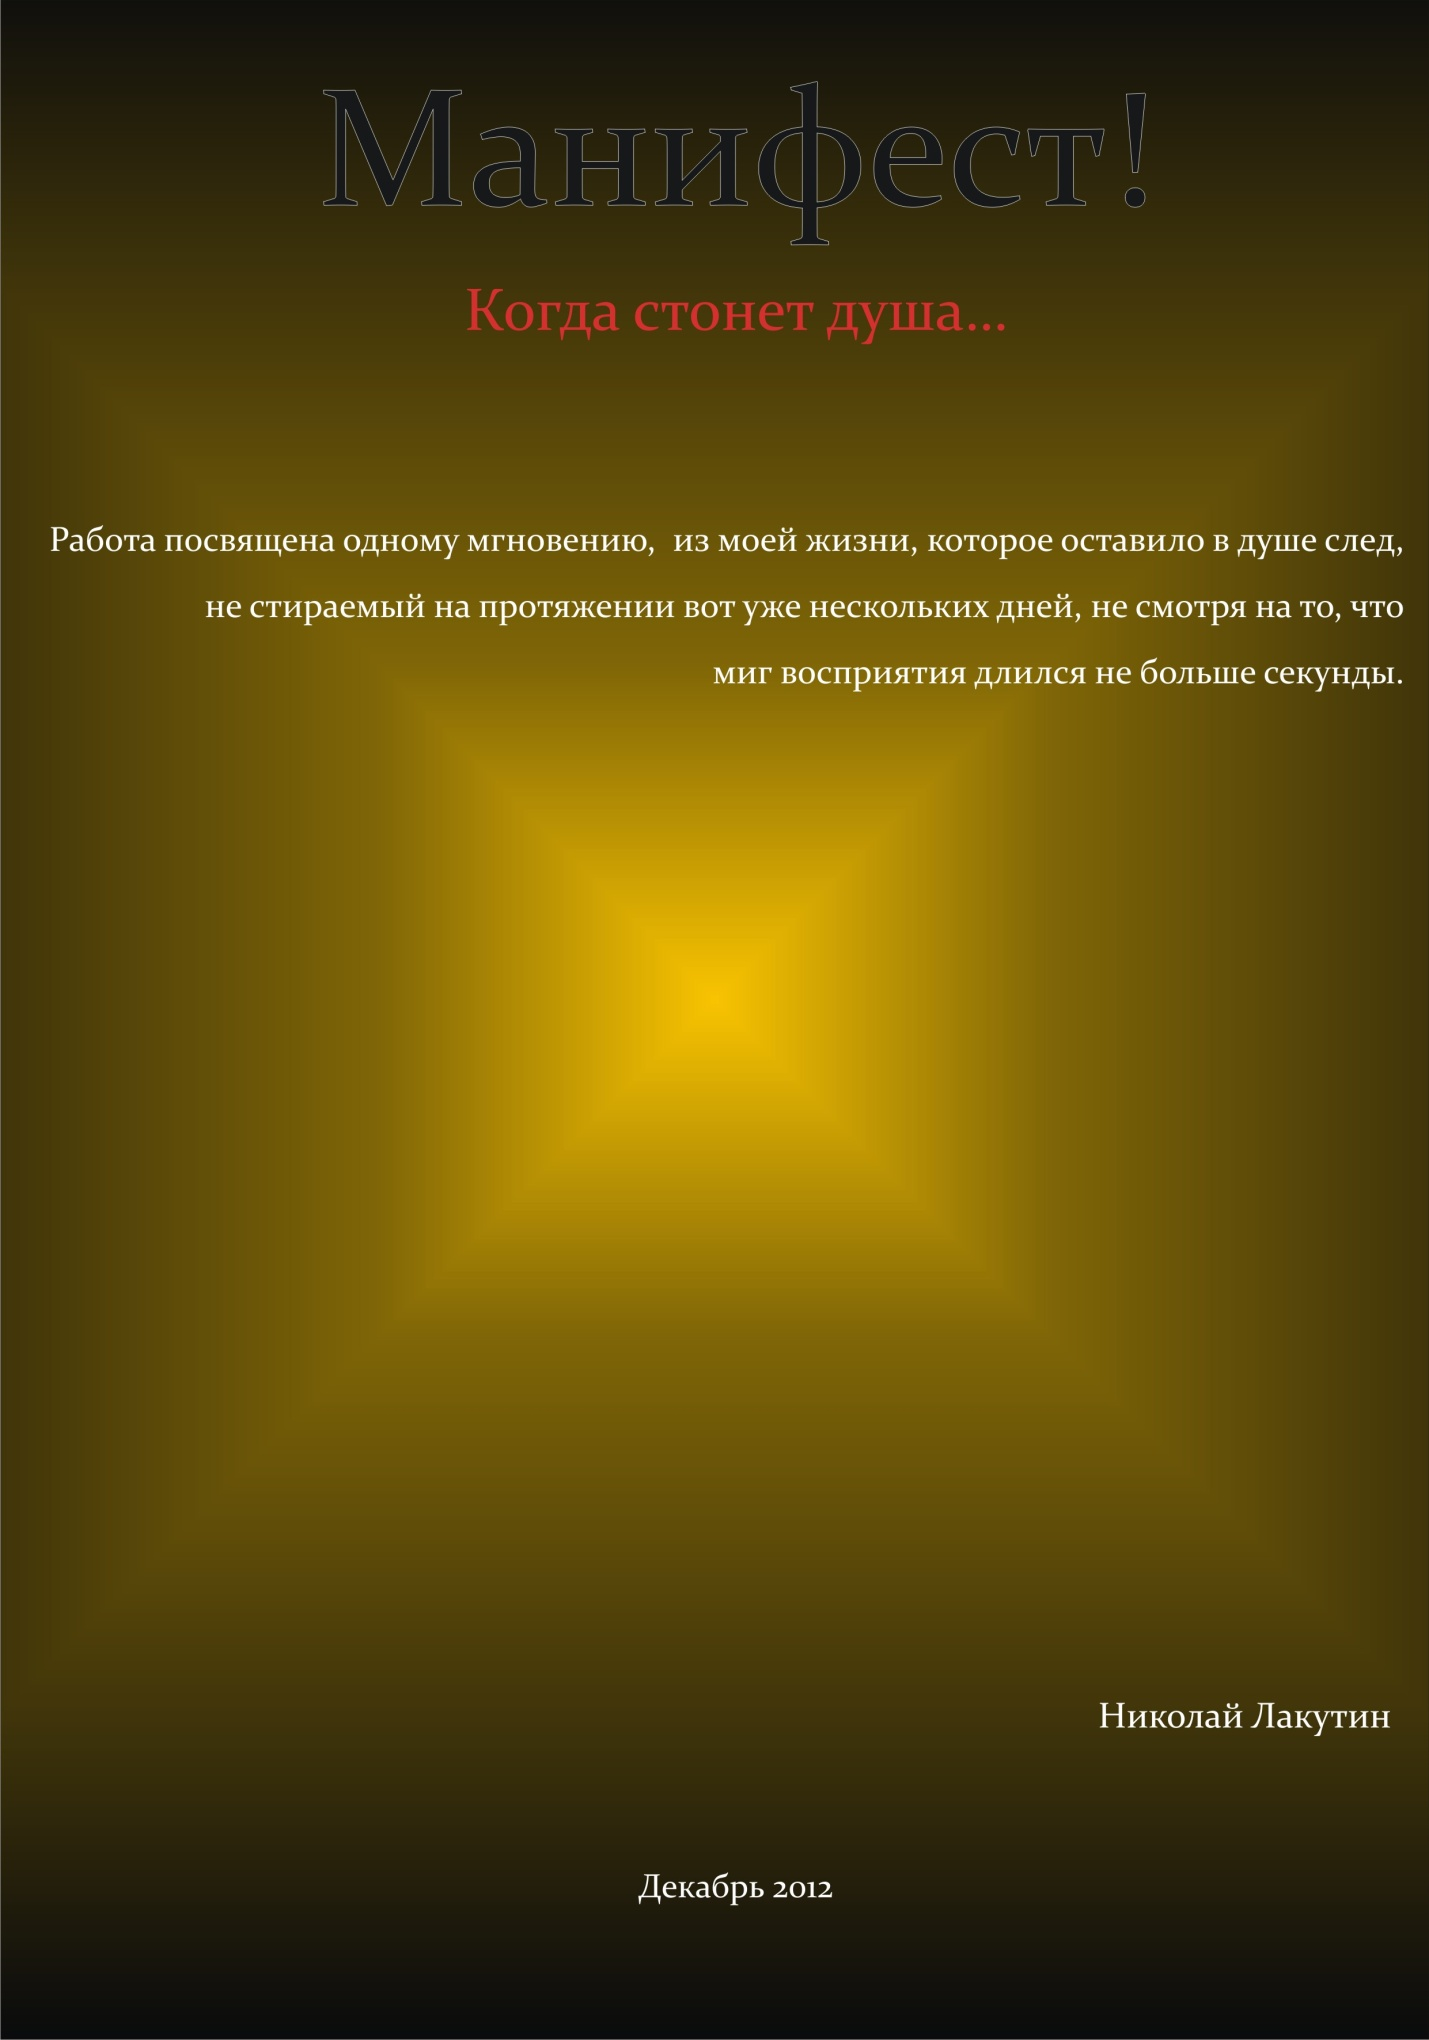 Манифест!
Когда стонет душа...
Работа посвящена одному мгновению,  из моей жизни, которое оставило в душе след,
не стираемый на протяжении вот уже нескольких дней, не смотря на то, что
миг восприятия длился не больше секунды.
Николай Лакутин
Декабрь 2012